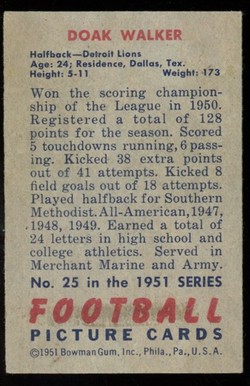 DOAK WALKER
Halfback—Detroit Lions
Age: 24; Residence, Dallas, Tex.
Height: 5-11 Weight: 173
Won the scoring champion-
ship of the League in 1950.
Registered a total of 128
points for the season. Scored
5 touchdowns running, 6 pass-
ing. Kicked 38 extra points
out of 41 attempts. Kicked 8
field goals out of 18 attempts.
Played halfback for Southern
Methodist. All-American, 1947,
1948, 1949. Earned a total of
24 letters in high school and
college athletics. Served in
Merchant Marine and Army.
No. 25 in the 1951 SERIES
FOOTBALL
PICTURE CARDS
©1951 Bowman Gum, Inc., Phila., Pa., U. S. A.